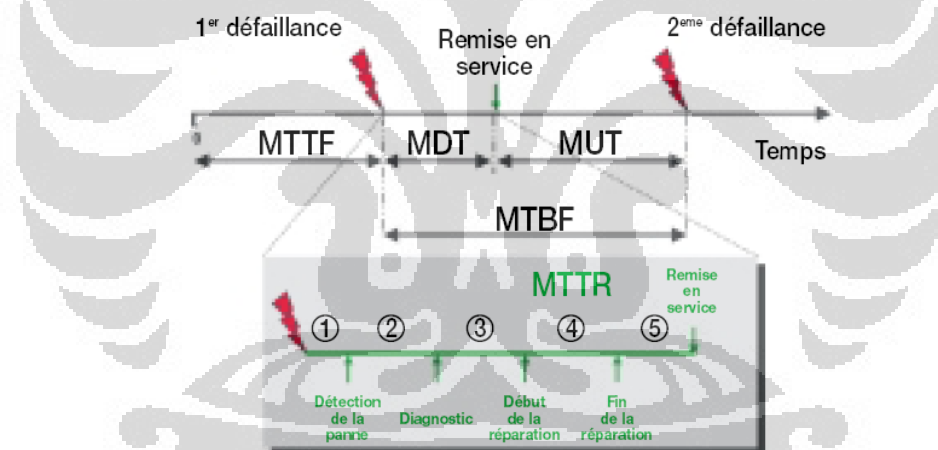 1er défaillance
Remise en
service
2eme défaillance
MTTF
MDT
MUT
Temps
MTBF
MTTR
Remise
en
service
① ② ③ ④ ⑤
Détection
de la
panne
Diagnostic
Début
de la
réparation
Fin
de la
réparation